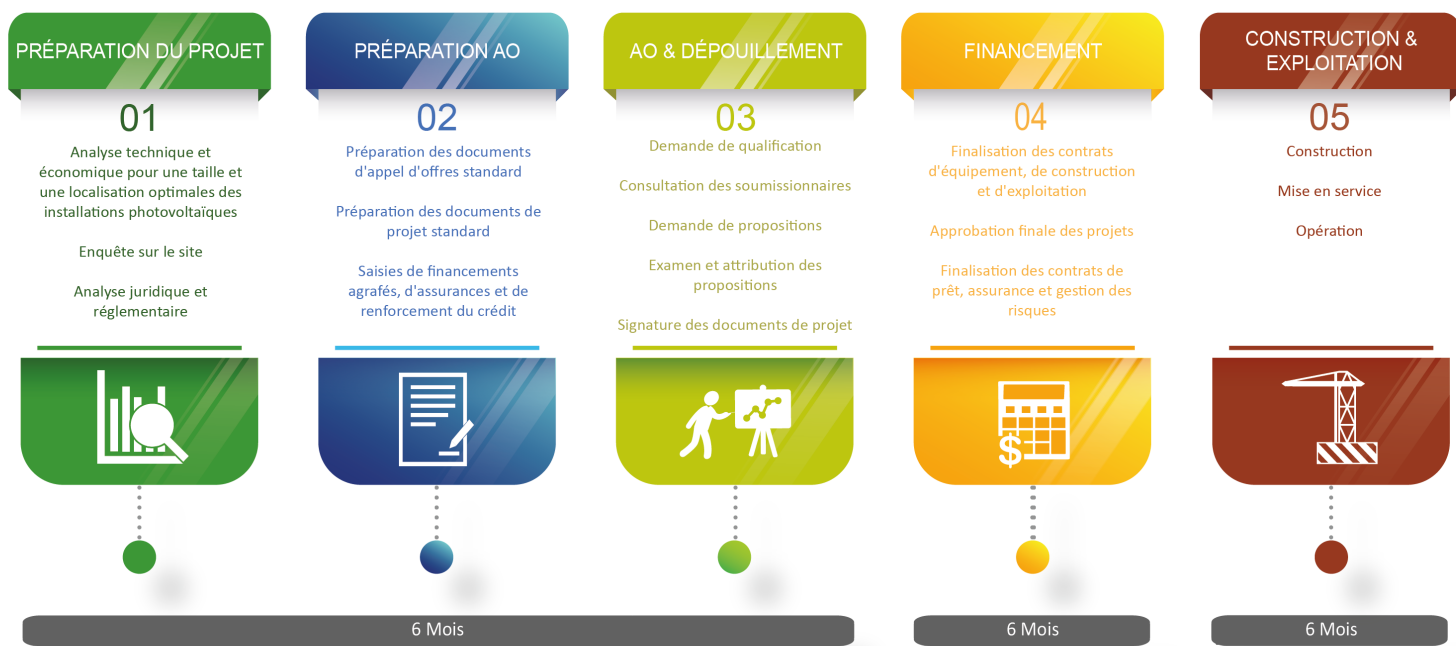 PRÉPARATION DU PROJET
01
Analyse technique et
économique pour une taille et
une localisation optimales des
installations photovoltaïques
Enquête sur le site
Analyse juridique et
réglementaire
PRÉPARATION AO
02
Préparation des documents
d'appel d'offres standard
Préparation des documents de
projet standard
Saisies de financements
agrafés, d'assurances et de
renforcement du crédit
AO & DÉPOUILLEMENT
03
Demande de qualification
Consultation des soumissionnaires
Demande de propositions
Examen et attribution des
propositions
Signature des documents de projet
FINANCEMENT
04
Finalisation des contrats
d'équipement, de construction
et d'exploitation
Approbation finale des projets
Finalisation des contrats de
prêt, assurance et gestion des
risques
$
CONSTRUCTION &
EXPLOITATION
05
Construction
Mise en service
Opération
6 Mois
6 Mois
6 Mois